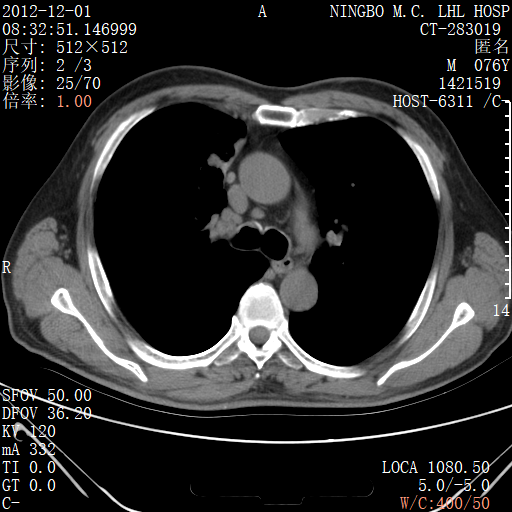 2012-12-01
08:32:51.146999
尺寸: 512×512
序列: 2 /3
影像: 25/70
倍率: 1.00
A
NINGBO M.C. LHL HOSP
CT-283019
匿名
M 076Y
1421519
HOST-6311 /C-
R
14
SFOV 50.00
DFOV 36.20
KV 120
mA 332
TI 0.0
GT 0.0
C-
LOCA 1080.50
5.0/-5.0
W/C:400/50